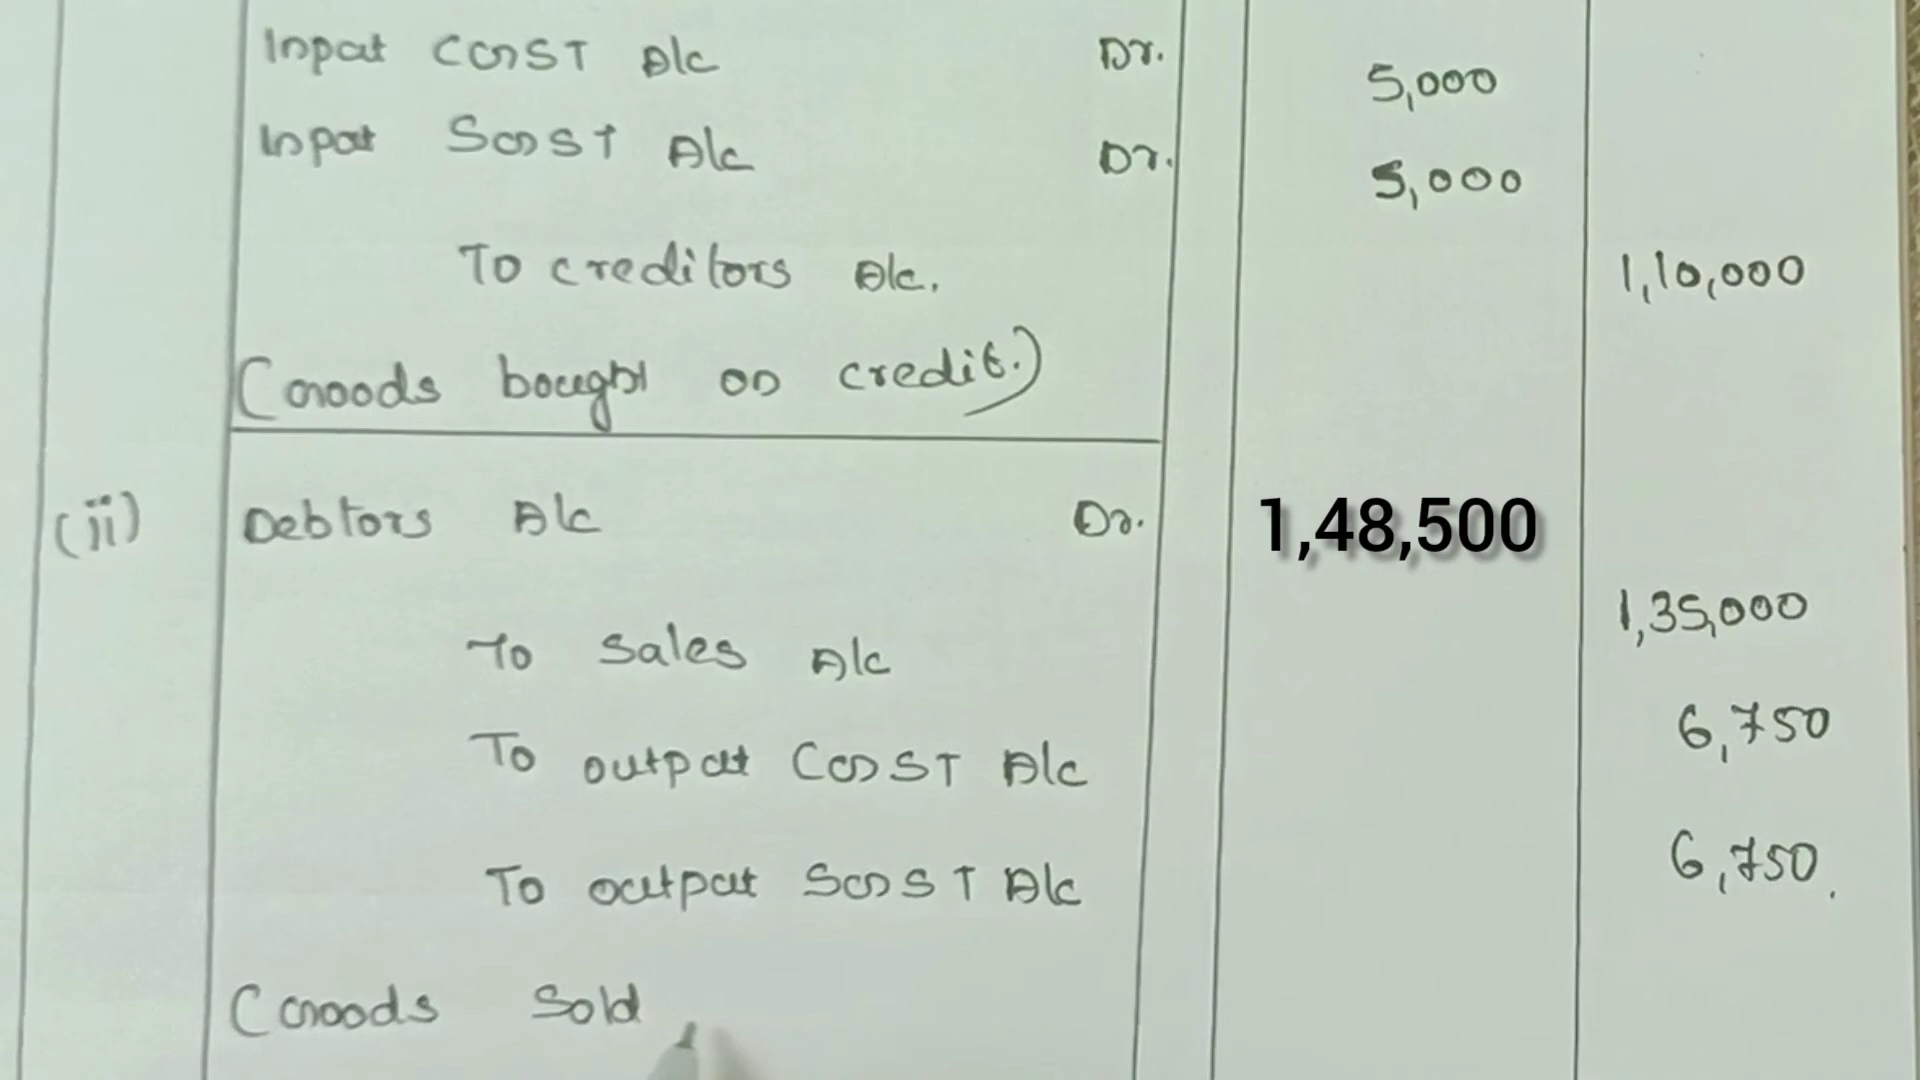 Input CGST A/c Dr. 5,000
Input SGST A/c Dr. 5,000
To creditors A/c. 1,10,000
(Goods bought on credit.)
(ii) Debtors A/c Dr. 1,48,500
To Sales A/c 1,35,000
To output CGST A/c 6,750
To output SGST A/c 6,750.
(Goods Sold